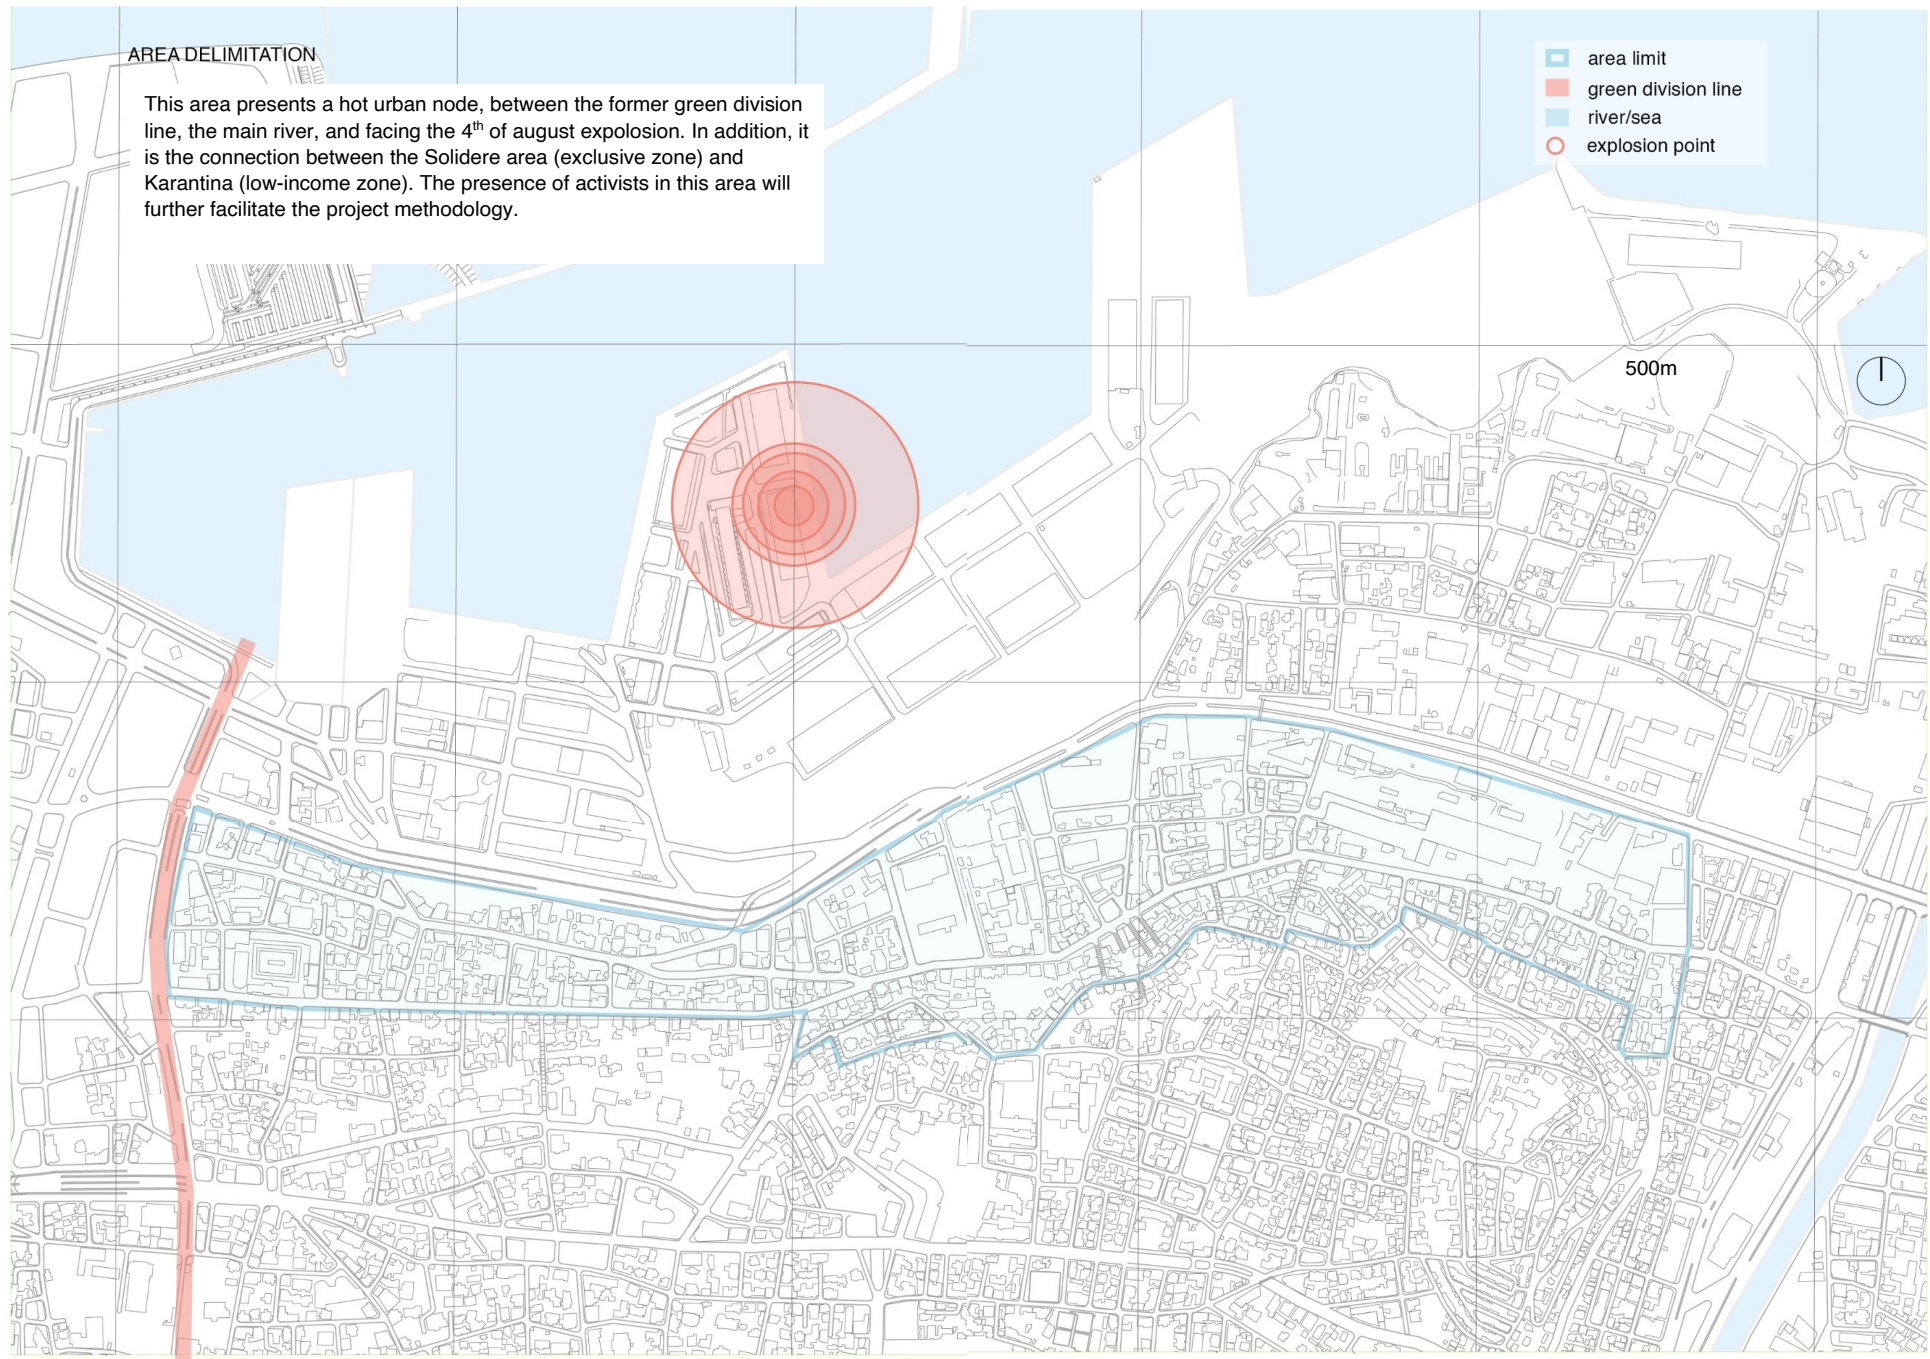 AREA DELIMITATION
This area presents a hot urban node, between the former green division
line, the main river, and facing the 4th of august expolosion. In addition, it
is the connection between the Solidere area (exclusive zone) and
Karantina (low-income zone). The presence of activists in this area will
further facilitate the project methodology.
area limit
green division line
river/sea
explosion point
500m